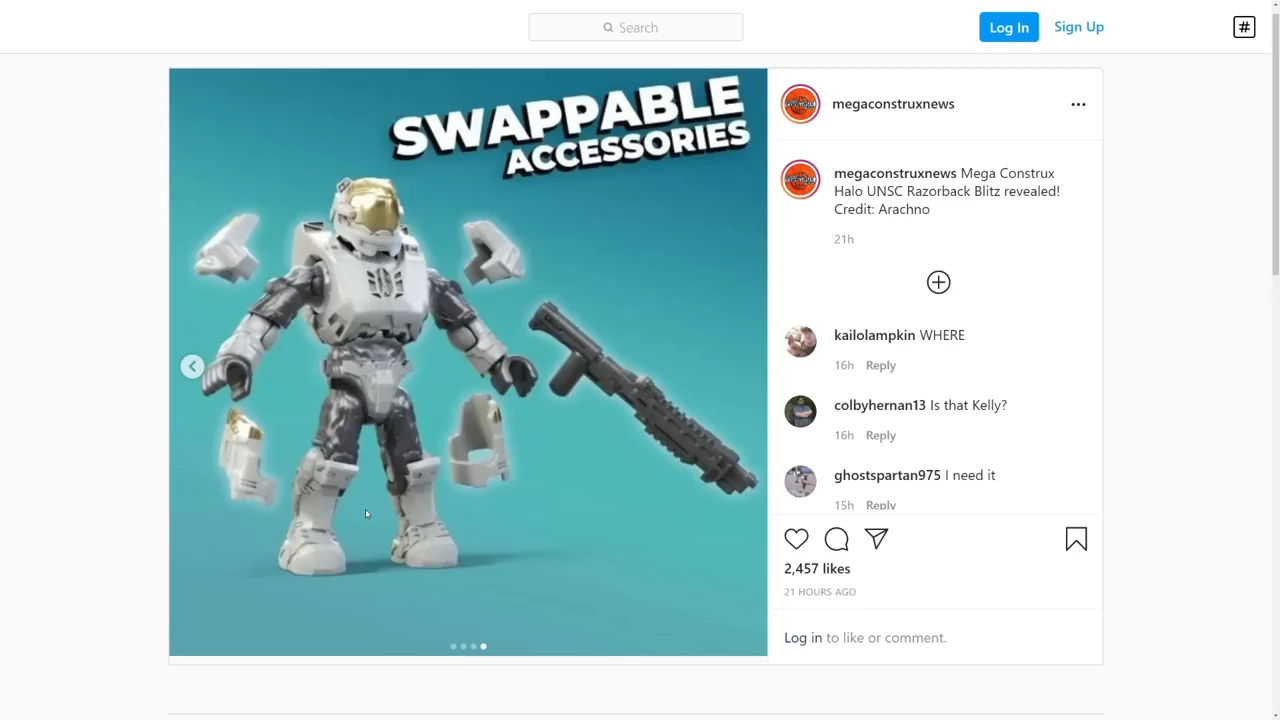 Search
Log In
Sign Up
#
SWAPPABLE
ACCESSORIES
megaconstruxnews
megaconstruxnews Mega Construx
Halo UNSC Razorback Blitz revealed!
Credit: Arachno
21h
kailolampkin WHERE
16h Reply
colbyhernan13 Is that Kelly?
16h Reply
ghostspartan975 I need it
15h Reply
2,457 likes
21 HOURS AGO
Log in to like or comment.